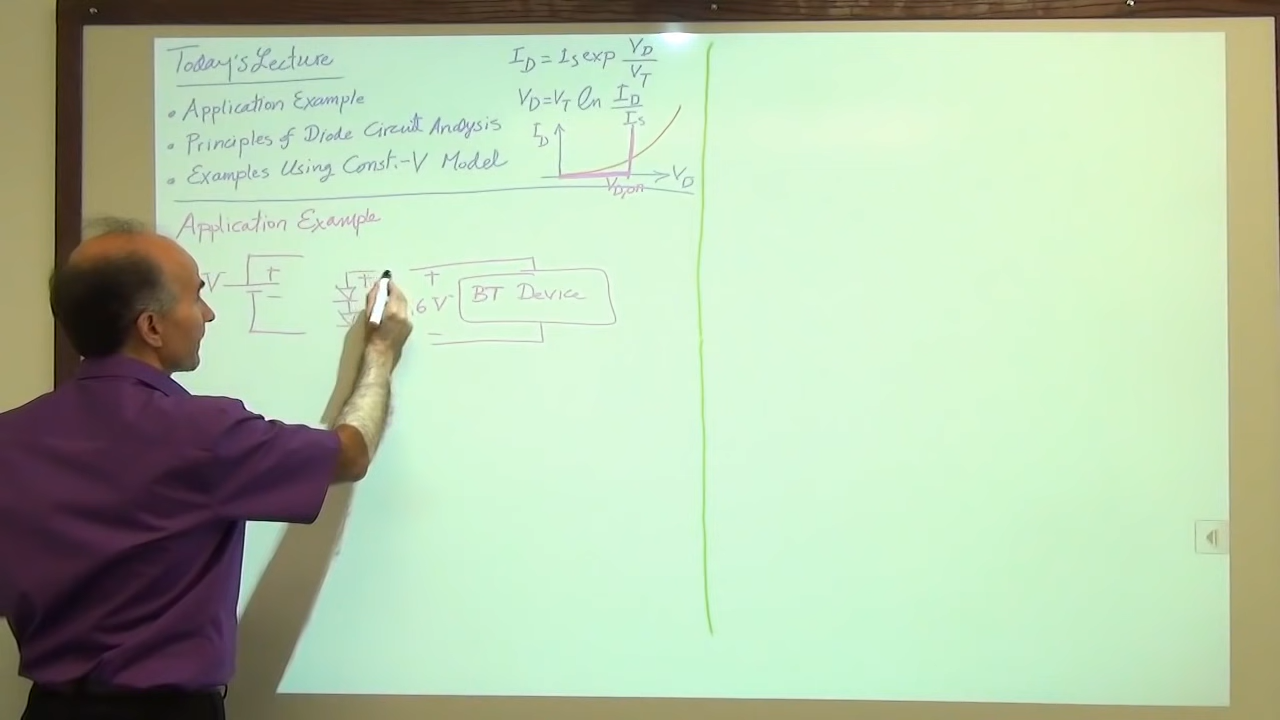 Today's Lecture
• Application Example
• Principles of Diode Circuit Analysis
• Examples Using Const.-V Model
I_D = I_S exp V_D / V_T
V_D = V_T ln I_D / I_S
I_D
V_D,on
V_D
Application Example
V
+
−
+
+
.6 V
−
BT Device